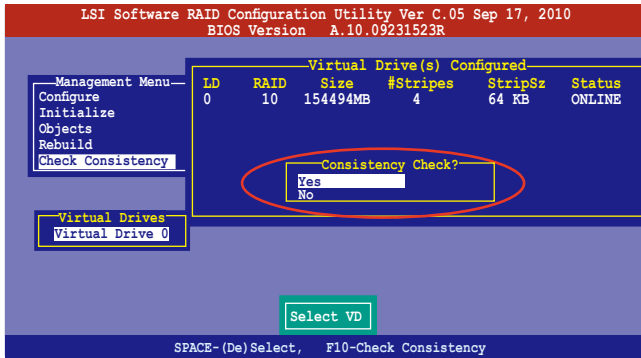 LSI Software RAID Configuration Utility Ver C.05 Sep 17, 2010
BIOS Version A.10.09231523R
Virtual Drive(s) Configured
LD RAID Size #Stripes StripSz Status
0 10 154494MB 4 64 KB ONLINE
Management Menu
Configure
Initialize
Objects
Rebuild
Check Consistency
Consistency Check?
Yes
No
Virtual Drives
Virtual Drive 0
Select VD
SPACE-(De)Select, F10-Check Consistency